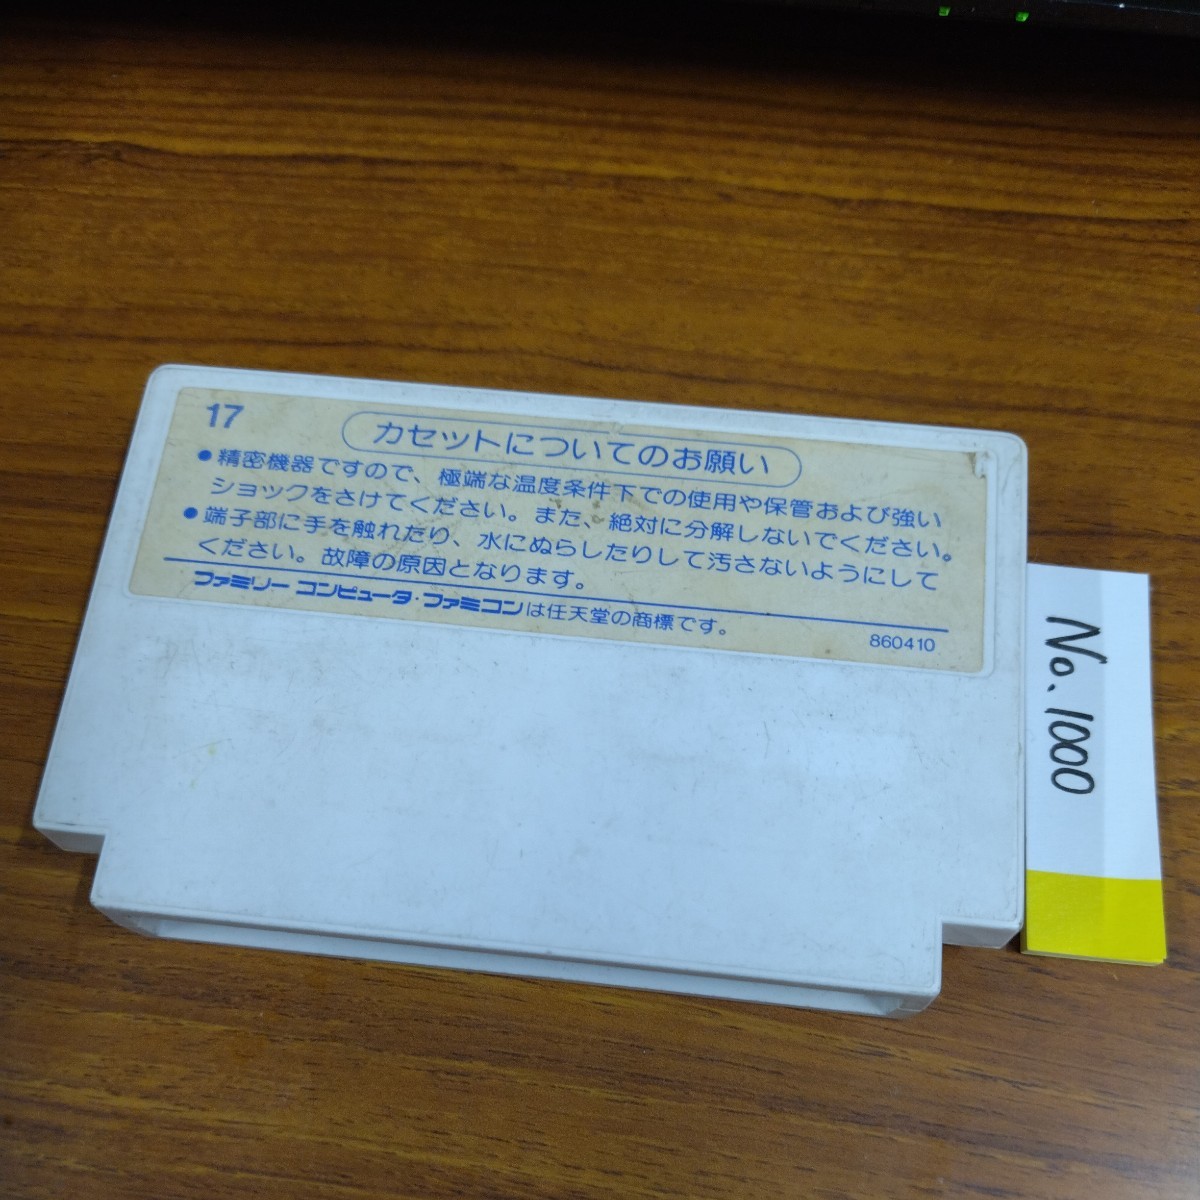 17
カセットについてのお願い
●精密機器ですので、極端な温度条件下での使用や保管および強い
ショックをさけてください。また、絶対に分解しないでください。
●端子部に手を触れたり、水にぬらしたりして汚さないようにして
ください。故障の原因となります。
ファミリー コンピュータ・ファミコンは任天堂の商標です。
860410
No.1000